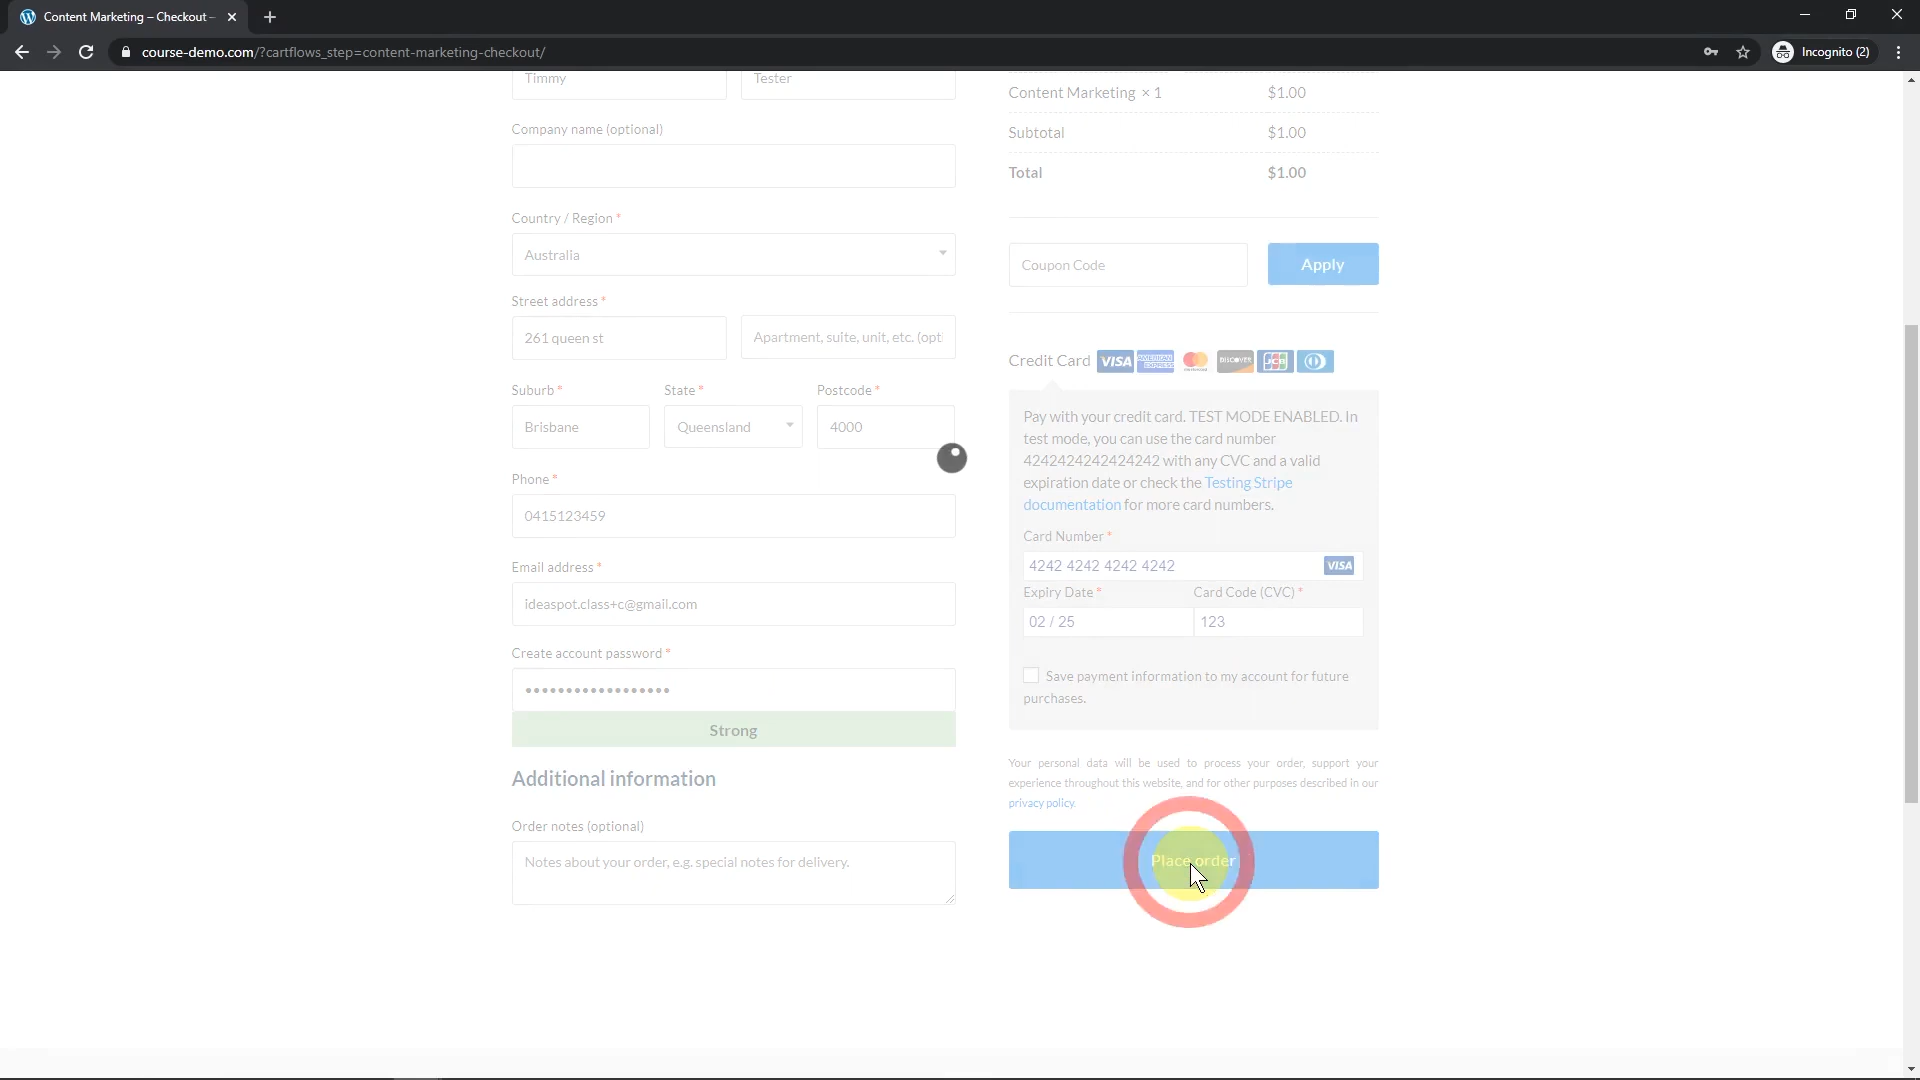 Content Marketing – Checkout –
course-demo.com/?cartflows_step=content-marketing-checkout/
Incognito (2)
Timmy
Tester
Company name (optional)
Country / Region *
Australia
Street address *
261 queen st
Apartment, suite, unit, etc. (opt
Suburb *
State *
Postcode *
Brisbane
Queensland
4000
Phone *
0415123459
Email address *
ideaspot.class+c@gmail.com
Create account password *
••••••••••••••••••
Strong
Additional information
Order notes (optional)
Notes about your order, e.g. special notes for delivery.
Content Marketing × 1
$1.00
Subtotal
$1.00
Total
$1.00
Coupon Code
Apply
Credit Card
VISA
AMERICAN EXPRESS
DISCOVER
JCB
Pay with your credit card. TEST MODE ENABLED. In
test mode, you can use the card number
4242424242424242 with any CVC and a valid
expiration date or check the Testing Stripe
documentation for more card numbers.
Card Number *
4242 4242 4242 4242
VISA
Expiry Date *
Card Code (CVC) *
02 / 25
123
Save payment information to my account for future
purchases.
Your personal data will be used to process your order, support your
experience throughout this website, and for other purposes described in our
privacy policy.
Place order